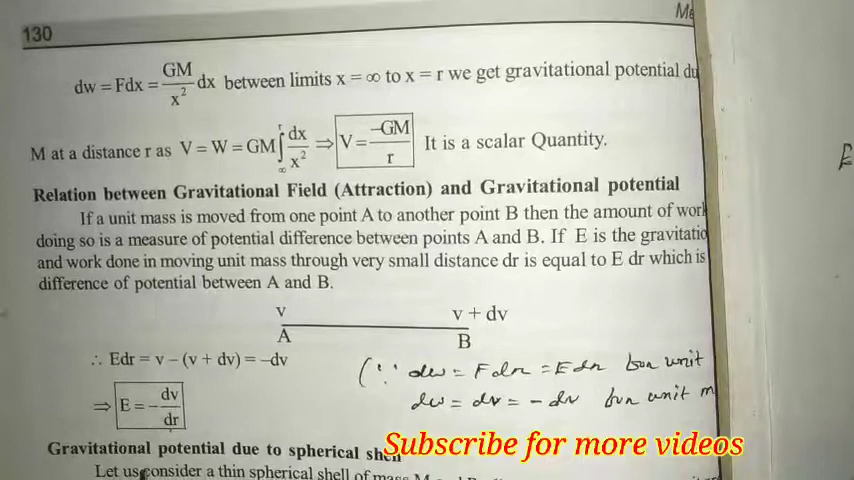 130
dw = Fdx = GM/x² dx between limits x = ∞ to x = r we get gravitational potential du
M at a distance r as V = W = GM ∫_∞^r dx/x² ⇒ V = –GM/r It is a scalar Quantity.
Relation between Gravitational Field (Attraction) and Gravitational potential
If a unit mass is moved from one point A to another point B then the amount of work
doing so is a measure of potential difference between points A and B. If E is the gravitatio
and work done in moving unit mass through very small distance dr is equal to E dr which is
difference of potential between A and B.
v v + dv
A B
∴ Edr = v – (v + dv) = –dv
(∵ dw = Fdr = Edr for unit
⇒ E = – dv/dr
dw = dv = - dv for unit m
Gravitational potential due to spherical shell
Subscribe for more videos
Let us consider a thin spherical shell of mass M